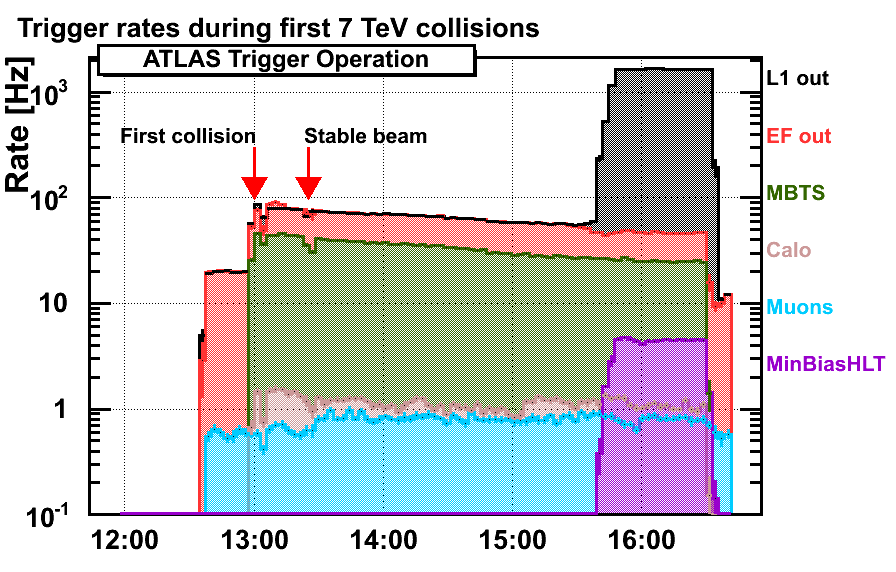 Trigger rates during first 7 TeV collisions
ATLAS Trigger Operation
Rate [Hz]
10³
10²
10
1
10⁻¹
First collision
Stable beam
L1 out
EF out
MBTS
Calo
Muons
MinBiasHLT
12:00 13:00 14:00 15:00 16:00